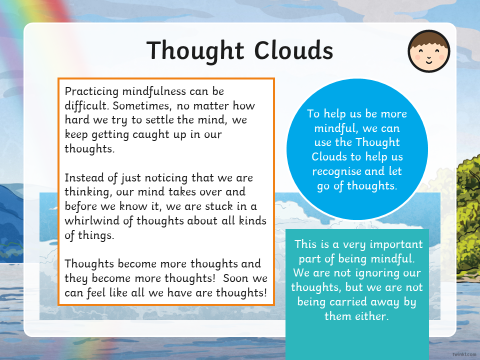 Thought Clouds
Practicing mindfulness can be
difficult. Sometimes, no matter how
hard we try to settle the mind, we
keep getting caught up in our
thoughts.
Instead of just noticing that we are
thinking, our mind takes over and
before we know it, we are stuck in a
whirlwind of thoughts about all kinds
of things.
Thoughts become more thoughts and
they become more thoughts! Soon we
can feel like all we have are thoughts!
To help us be more
mindful, we can
use the Thought
Clouds to help us
recognise and let
go of thoughts.
This is a very important
part of being mindful.
We are not ignoring our
thoughts, but we are not
being carried away by
them either.